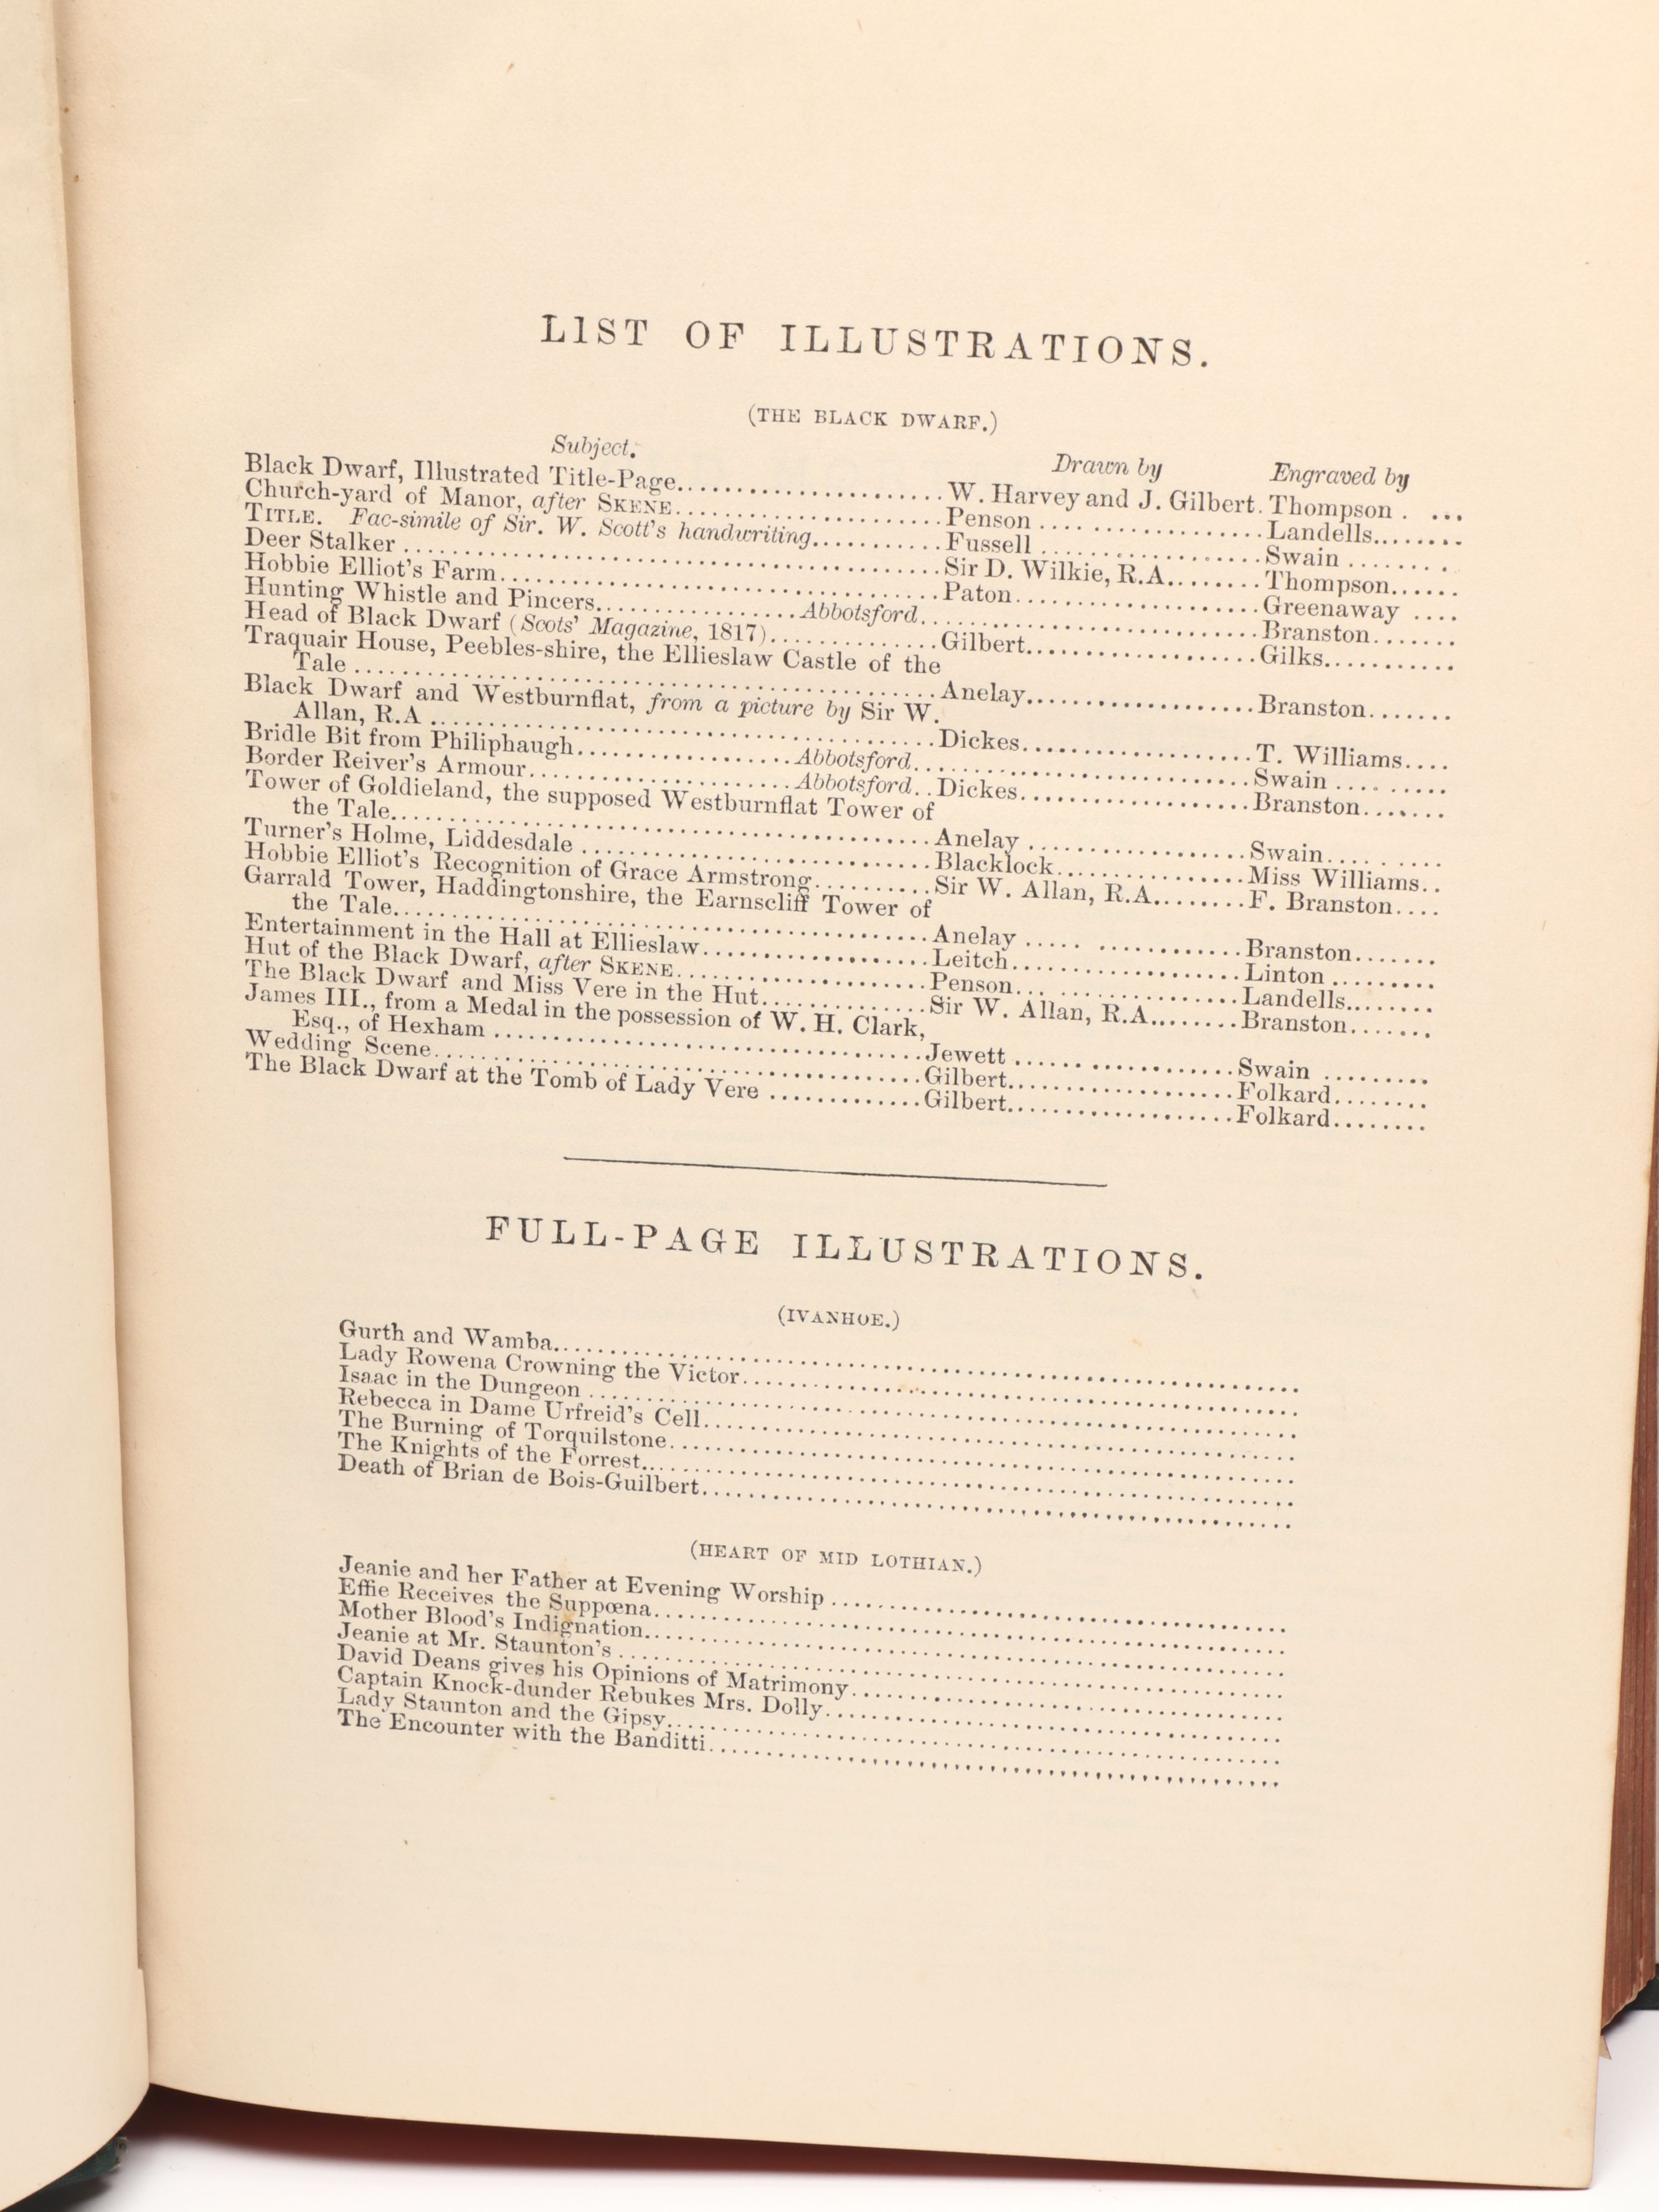 LIST OF ILLUSTRATIONS.
(THE BLACK DWARF.)
Subject. Drawn by Engraved by
Black Dwarf, Illustrated Title-Page........................W. Harvey and J. Gilbert. Thompson . ...
Church-yard of Manor, after SKENE........................Penson ....................Landells........
TITLE. Fac-simile of Sir. W. Scott's handwriting...........Fussell ....................Swain .........
Deer Stalker ..............................................Sir D. Wilkie, R.A........Thompson......
Hobbie Elliot's Farm......................................Paton.....................Greenaway ....
Hunting Whistle and Pincers.................Abbotsford..............................Branston.......
Head of Black Dwarf (Scots' Magazine, 1817)..............Gilbert....................Gilks...........
Traquair House, Peebles-shire, the Ellieslaw Castle of the
Tale ..................................................Anelay....................Branston.......
Black Dwarf and Westburnflat, from a picture by Sir W.
Allan, R.A ...........................................Dickes....................T. Williams....
Bridle Bit from Philiphaugh...................Abbotsford.............................Swain ..........
Border Reiver's Armour.......................Abbotsford..Dickes....................Branston.......
Tower of Goldieland, the supposed Westburnflat Tower of
the Tale..............................................Anelay ...................Swain..........
Turner's Holme, Liddesdale ..............................Blacklock................Miss Williams..
Hobbie Elliot's Recognition of Grace Armstrong..........Sir W. Allan, R.A........F. Branston....
Garrald Tower, Haddingtonshire, the Earnscliff Tower of
the Tale..............................................Anelay ..... ............Branston.......
Entertainment in the Hall at Ellieslaw....................Leitch....................Linton .........
Hut of the Black Dwarf, after SKENE......................Penson... ................Landells........
The Black Dwarf and Miss Vere in the Hut...............Sir W. Allan, R.A........Branston.......
James III., from a Medal in the possession of W. H. Clark,
Esq., of Hexham .....................................Jewett ...................Swain .........
Wedding Scene..........................................Gilbert...................Folkard........
The Black Dwarf at the Tomb of Lady Vere .............Gilbert...................Folkard........
FULL-PAGE ILLUSTRATIONS.
(IVANHOE.)
Gurth and Wamba...............................................................
Lady Rowena Crowning the Victor................................................
Isaac in the Dungeon ............................................................
Rebecca in Dame Urfreid's Cell..................................................
The Burning of Torquilstone.....................................................
The Knights of the Forrest.......................................................
Death of Brian de Bois-Guilbert..................................................
(HEART OF MID LOTHIAN.)
Jeanie and her Father at Evening Worship .......................................
Effie Receives the Suppœna......................................................
Mother Blood's Indignation......................................................
Jeanie at Mr. Staunton's .........................................................
David Deans gives his Opinions of Matrimony.....................................
Captain Knock-dunder Rebukes Mrs. Dolly.......................................
Lady Staunton and the Gipsy.....................................................
The Encounter with the Banditti.................................................